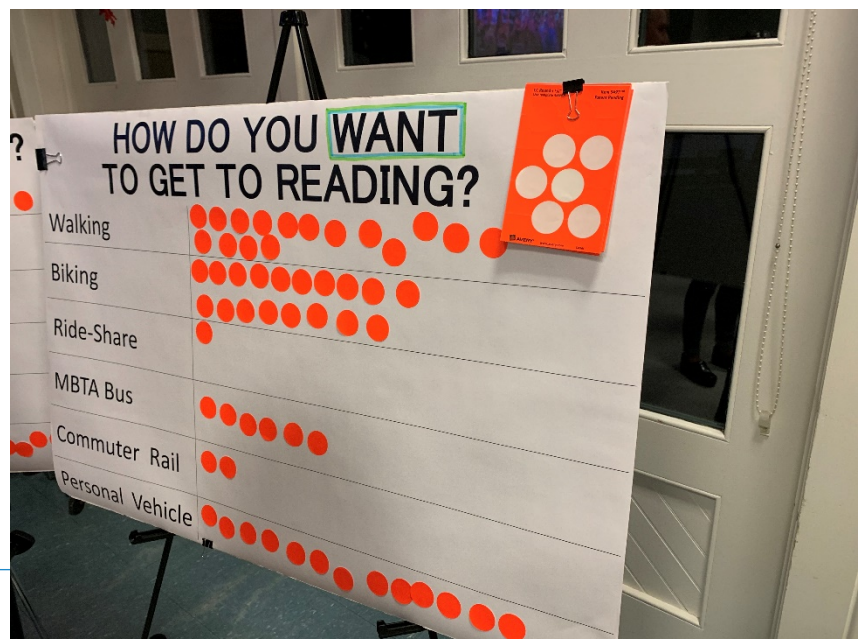 ?
HOW DO YOU WANT
TO GET TO READING?
Walking
Biking
Ride-Share
MBTA Bus
Commuter Rail
Personal Vehicle
AVERY